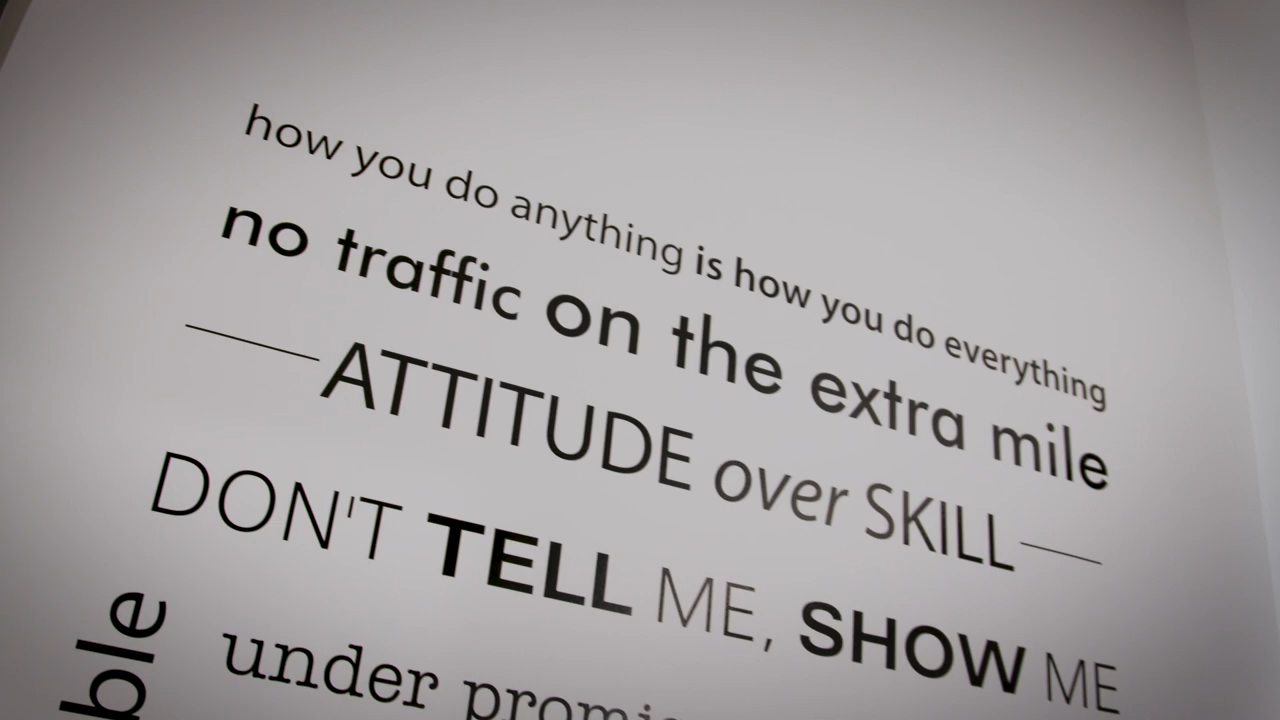 how you do anything is how you do everything
no traffic on the extra mile
ATTITUDE over SKILL
DON'T TELL ME, SHOW ME
under